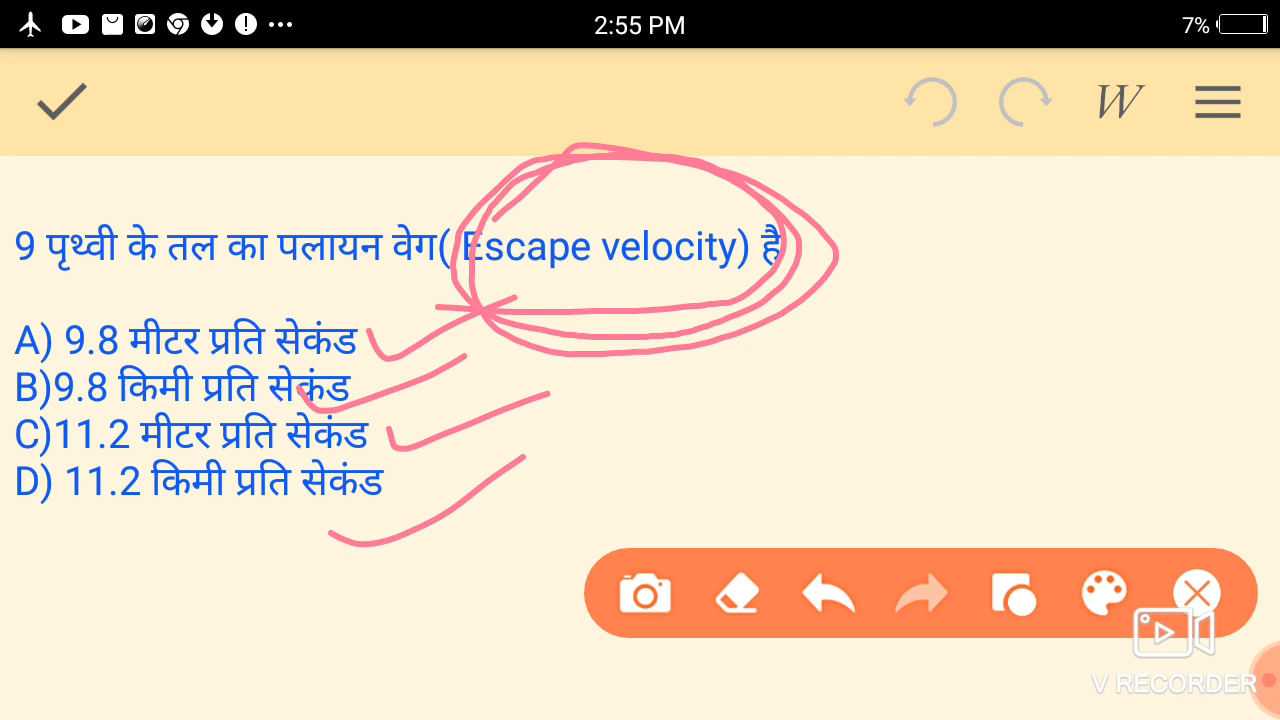 2:55 PM
7%
W
9 पृथ्वी के तल का पलायन वेग( Escape velocity) है
A) 9.8 मीटर प्रति सेकंड
B)9.8 किमी प्रति सेकंड
C)11.2 मीटर प्रति सेकंड
D) 11.2 किमी प्रति सेकंड
V RECORDER